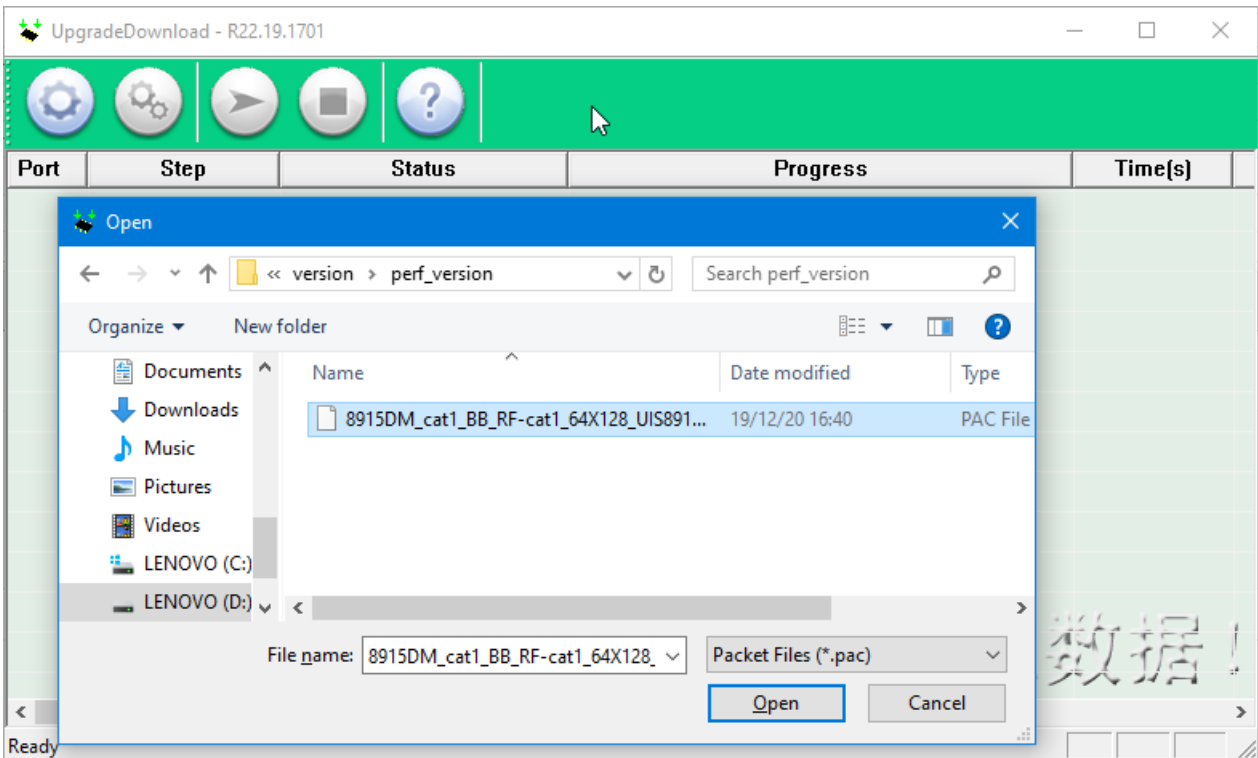 UpgradeDownload - R22.19.1701
Port Step Status Progress Time(s)
Open
« version > perf_version Search perf_version
Organize New folder
Name Date modified Type
Documents
Downloads
Music
Pictures
Videos
LENOVO (C:)
LENOVO (D:)
8915DM_cat1_BB_RF-cat1_64X128_UIS891... 19/12/20 16:40 PAC File
数据!
File name: 8915DM_cat1_BB_RF-cat1_64X128_ Packet Files (*.pac)
Open Cancel
Ready